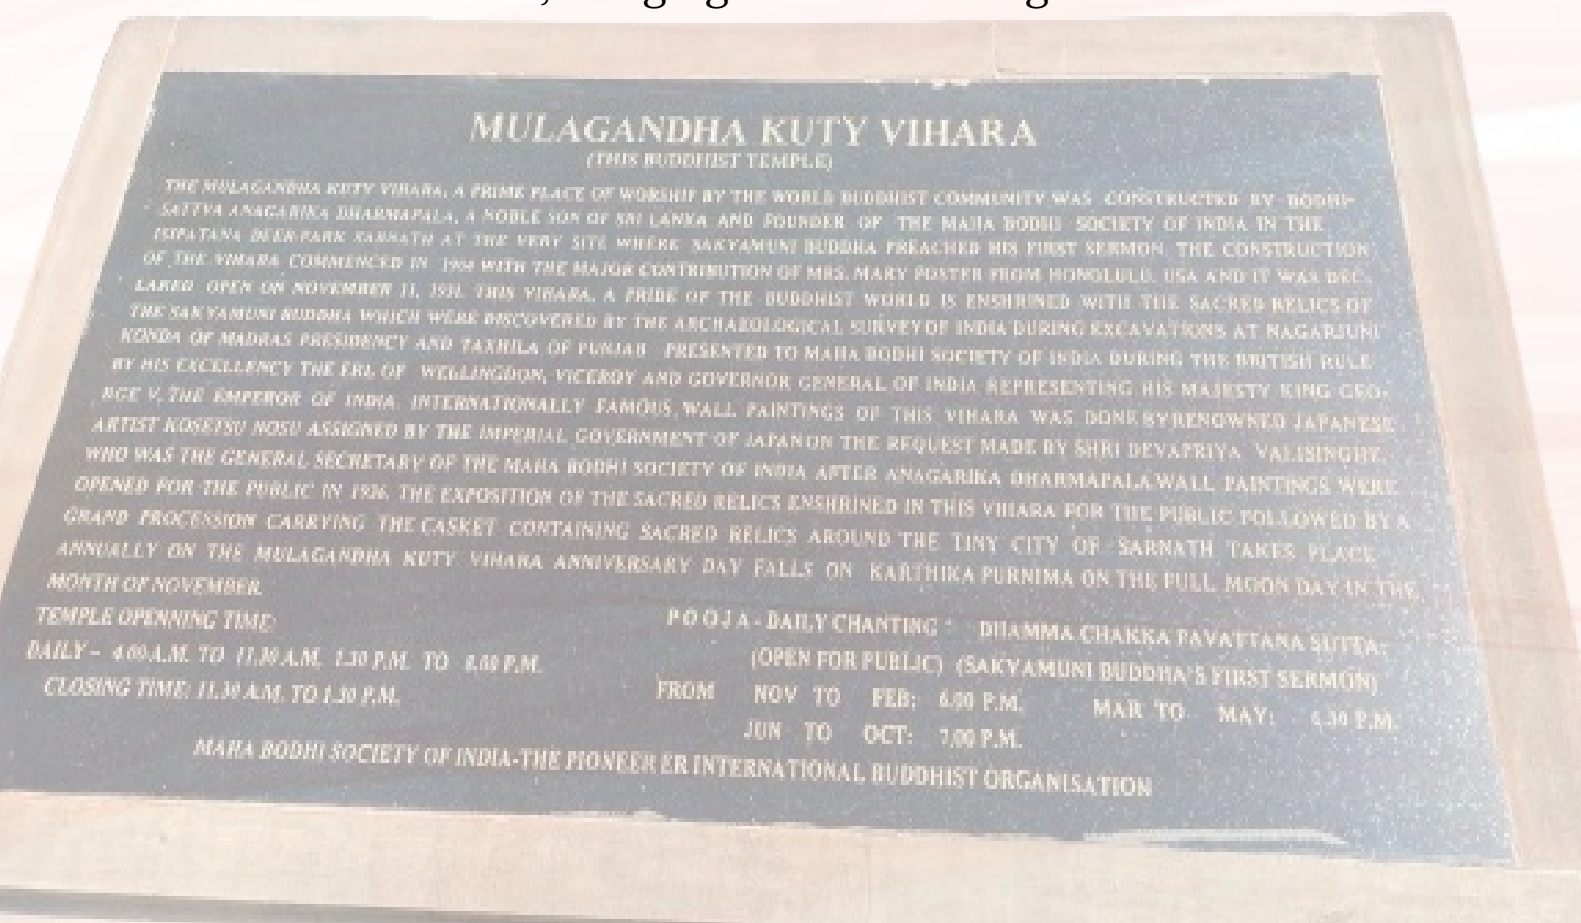 MULAGANDHA KUTY VIHARA
(THIS BUDDHIST TEMPLE)
THE MULAGANDHA KUTY VIHARA, A PRIME PLACE OF WORSHIP BY THE WORLD BUDDHIST COMMUNITY WAS CONSTRUCTED BY BODHI-
SATTVA ANAGARIKA DHARMAPALA, A NOBLE SON OF SRI LANKA AND FOUNDER OF THE MAHA BODHI SOCIETY OF INDIA IN THE
ISIPATANA DEER-PARK SARNATH AT THE VERY SITE WHERE SAKYAMUNI BUDDHA PREACHED HIS FIRST SERMON. THE CONSTRUCTION
OF THE VIHARA COMMENCED IN WITH THE MAJOR CONTRIBUTION OF MRS. MARY FOSTER FROM HONOLULU, USA AND IT WAS DEC-
LARED OPEN ON NOVEMBER 11, 1931. THIS VIHARA, A PRIDE OF THE BUDDHIST WORLD IS ENSHRINED WITH THE SACRED RELICS OF
THE SAKYAMUNI BUDDHA WHICH WERE DISCOVERED BY THE ARCHAEOLOGICAL SURVEY OF INDIA DURING EXCAVATIONS AT NAGARJUNI
KONDA OF MADRAS PRESIDENCY AND TAXHILA OF PUNJAB PRESENTED TO MAHA BODHI SOCIETY OF INDIA DURING THE BRITISH RULE
BY HIS EXCELLENCY THE ERL OF WELLINGDON, VICEROY AND GOVERNOR GENERAL OF INDIA REPRESENTING HIS MAJESTY KING GEO-
RGE V, THE EMPEROR OF INDIA. INTERNATIONALLY FAMOUS, WALL PAINTINGS OF THIS VIHARA WAS DONE BY RENOWNED JAPANESE
ARTIST KOSETSU NOSU ASSIGNED BY THE IMPERIAL GOVERNMENT OF JAPAN ON THE REQUEST MADE BY SHRI DEVAPRIYA VALISINGHE,
WHO WAS THE GENERAL SECRETARY OF THE MAHA BODHI SOCIETY OF INDIA AFTER ANAGARIKA DHARMAPALA. WALL PAINTINGS WERE
OPENED FOR THE PUBLIC IN 1936. THE EXPOSITION OF THE SACRED RELICS ENSHRINED IN THIS VIHARA FOR THE PUBLIC FOLLOWED BY A
GRAND PROCESSION CARRYING THE CASKET CONTAINING SACRED RELICS AROUND THE TINY CITY OF SARNATH TAKES PLACE
ANNUALLY ON THE MULAGANDHA KUTY VIHARA ANNIVERSARY DAY FALLS ON KARTHIKA PURNIMA ON THE FULL MOON DAY IN THE
MONTH OF NOVEMBER.
TEMPLE OPENNING TIME:
DAILY – 4.00 A.M. TO 11.30 A.M. 1.30 P.M. TO 8.00 P.M.
CLOSING TIME: 11.30 A.M. TO 1.30 P.M.
POOJA - DAILY CHANTING : DHAMMA CHAKKA PAVATTANA SUTTA:
(OPEN FOR PUBLIC) (SAKYAMUNI BUDDHA'S FIRST SERMON)
FROM NOV TO FEB: 6.00 P.M. MAR TO MAY: 6.30 P.M.
JUN TO OCT: 7.00 P.M.
MAHA BODHI SOCIETY OF INDIA-THE PIONEER ER INTERNATIONAL BUDDHIST ORGANISATION